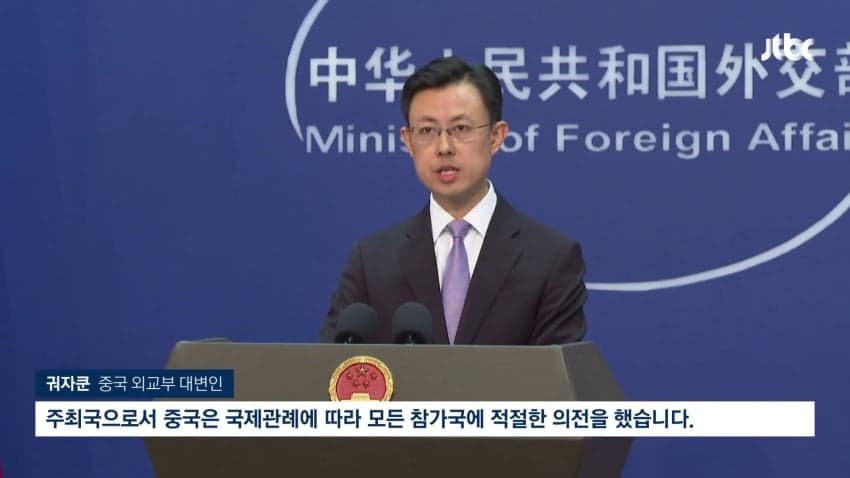 jtbc
中华人民共和国外交部
Ministry of Foreign Affair
궈자쿤 중국 외교부 대변인
주최국으로서 중국은 국제관례에 따라 모든 참가국에 적절한 의전을 했습니다.